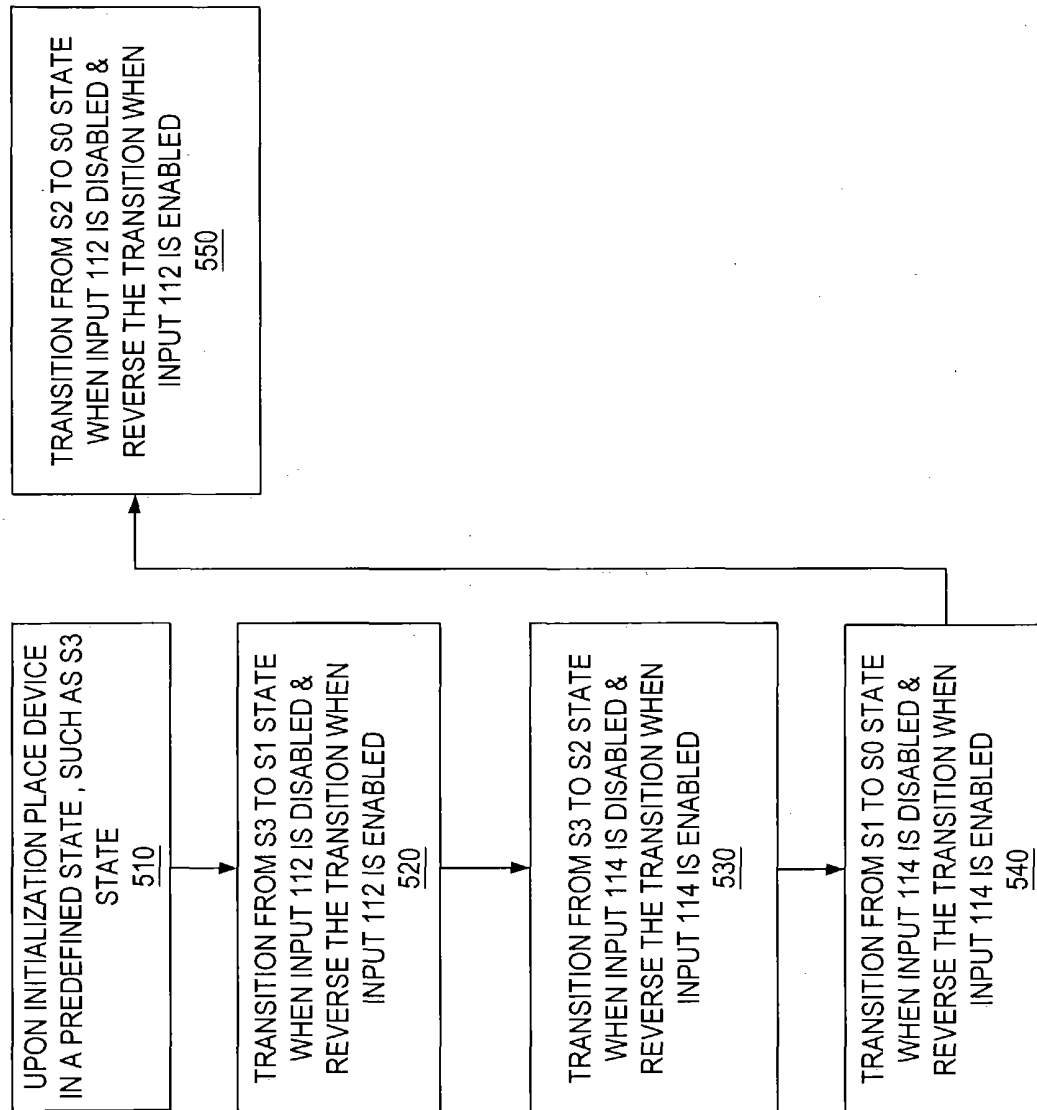 UPON INITIALIZATION PLACE DEVICE
IN A PREDEFINED STATE, SUCH AS S3
STATE
510
TRANSITION FROM S3 TO S1 STATE
WHEN INPUT 112 IS DISABLED &
REVERSE THE TRANSITION WHEN
INPUT 112 IS ENABLED
520
TRANSITION FROM S3 TO S2 STATE
WHEN INPUT 114 IS DISABLED &
REVERSE THE TRANSITION WHEN
INPUT 114 IS ENABLED
530
TRANSITION FROM S1 TO S0 STATE
WHEN INPUT 114 IS DISABLED &
REVERSE THE TRANSITION WHEN
INPUT 114 IS ENABLED
540
TRANSITION FROM S2 TO S0 STATE
WHEN INPUT 112 IS DISABLED &
REVERSE THE TRANSITION WHEN
INPUT 112 IS ENABLED
550